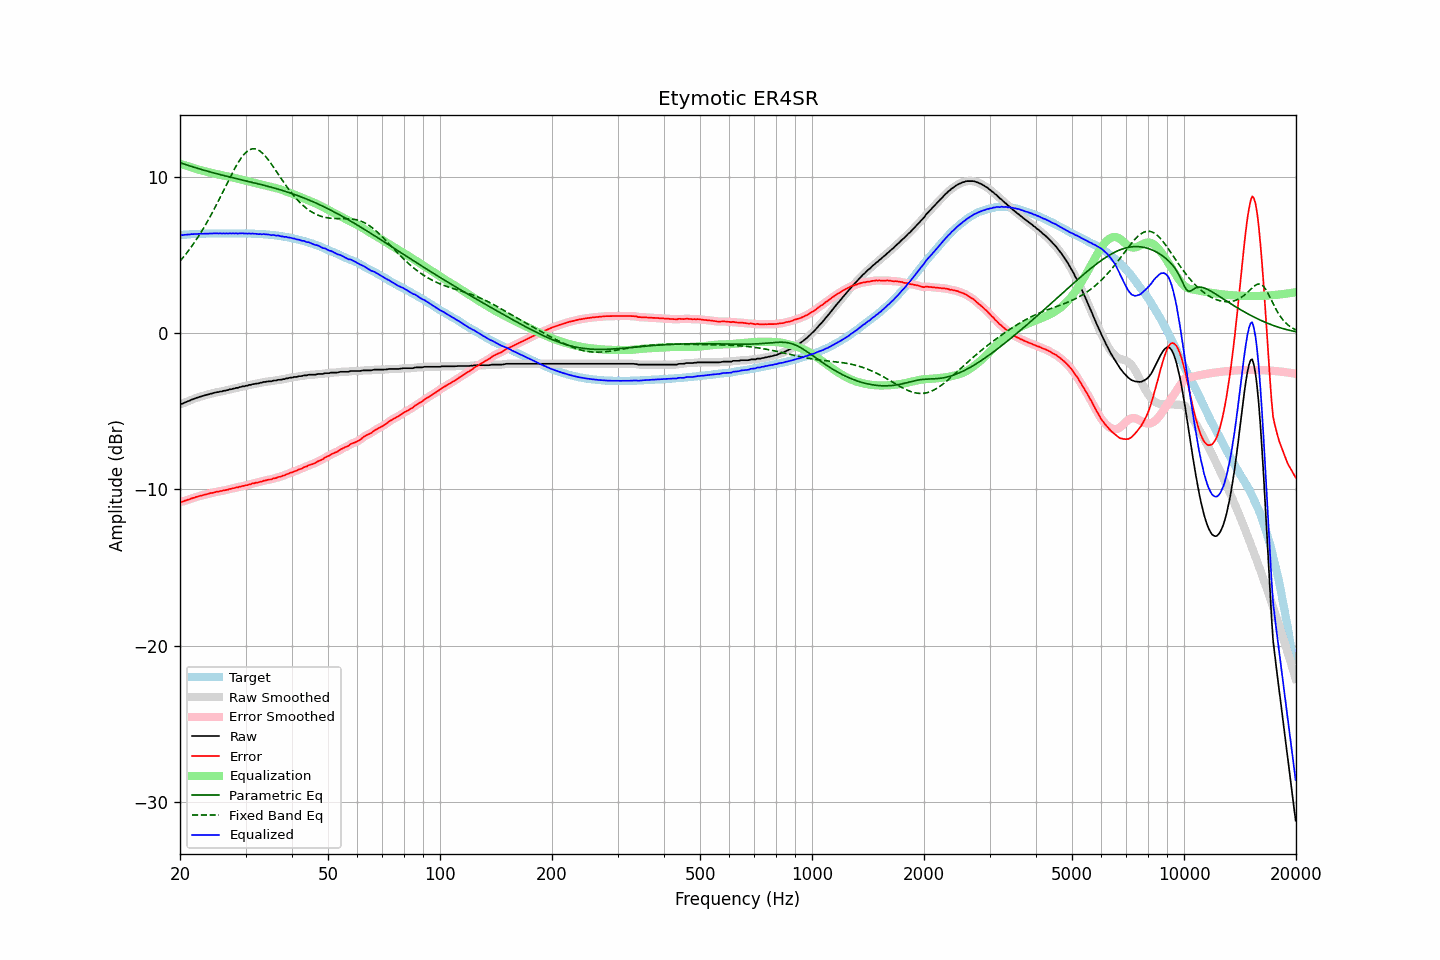 Etymotic ER4SR
10
0
−10
−20
−30
Amplitude (dBr)
Target
Raw Smoothed
Error Smoothed
Raw
Error
Equalization
Parametric Eq
Fixed Band Eq
Equalized
20 50 100 200 500 1000 2000 5000 10000 20000
Frequency (Hz)